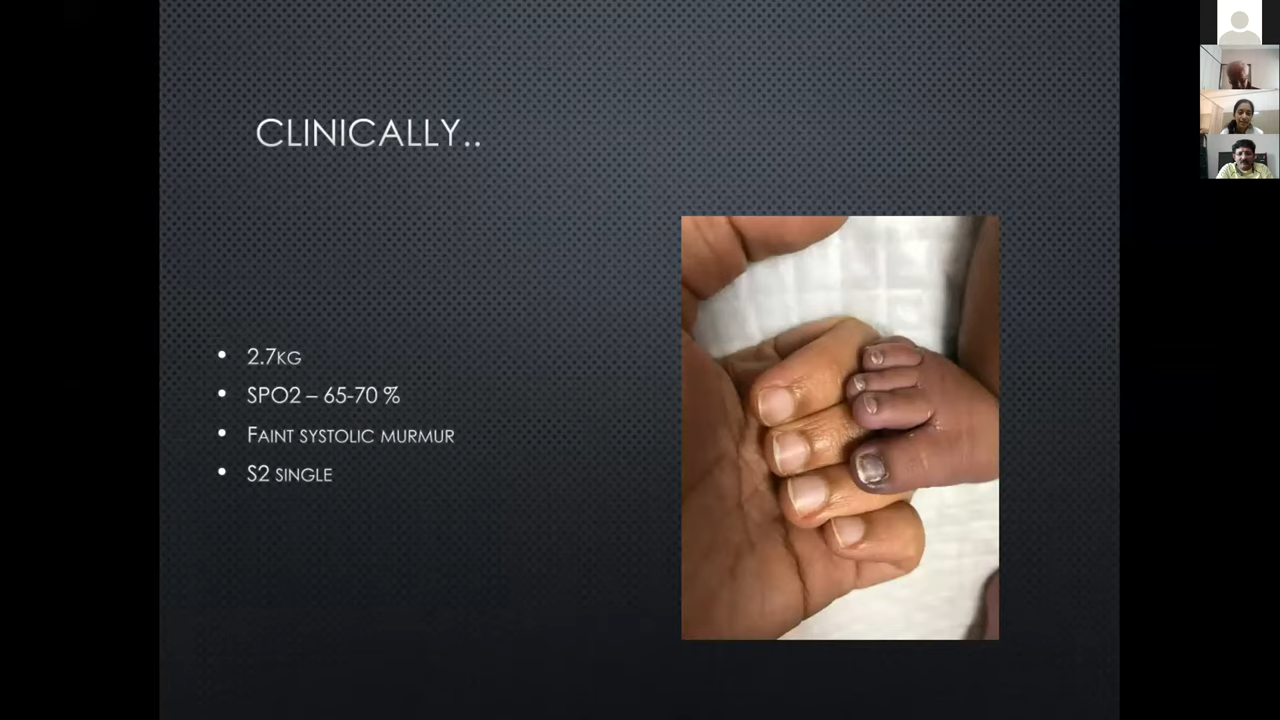 CLINICALLY..
• 2.7KG
• SPO2 – 65-70 %
• FAINT SYSTOLIC MURMUR
• S2 SINGLE